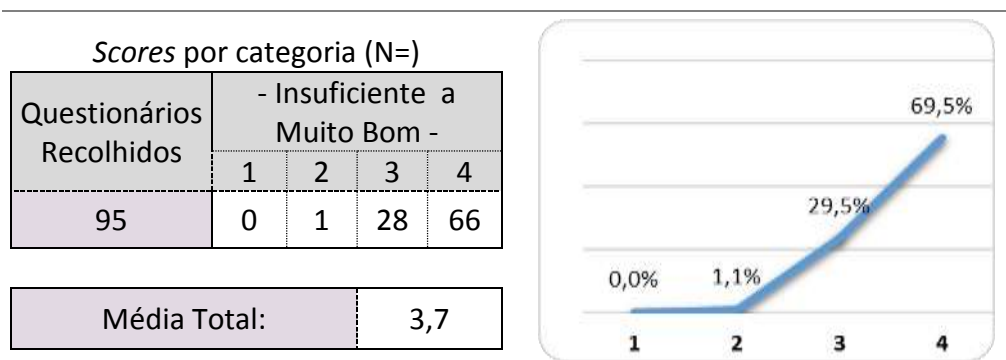 Scores por categoria (N=)
Questionários
Recolhidos
- Insuficiente a
Muito Bom -
1 2 3 4
95 0 1 28 66
Média Total: 3,7
69,5%
29,5%
0,0% 1,1%
1 2 3 4